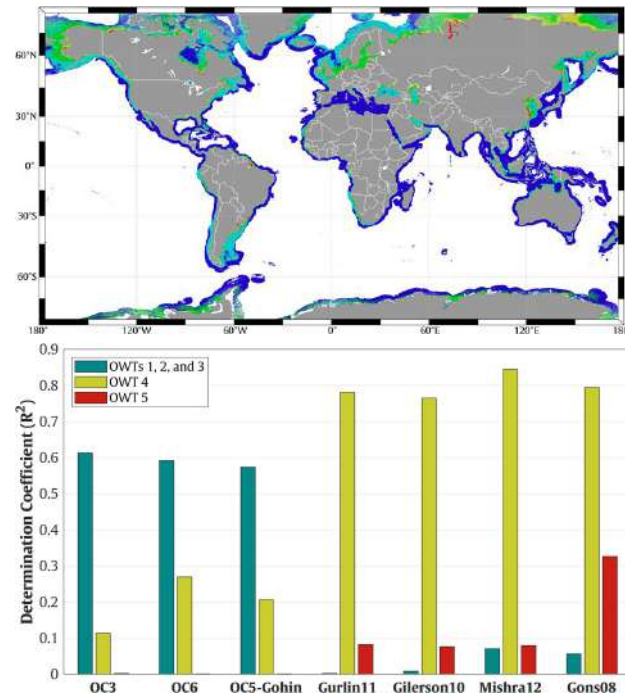 60°N
30°N
0°
30°S
60°S
180° 120°W 60°W 0° 60°E 120°E 180°
0.9
0.8
0.7
0.6
0.5
0.4
0.3
0.2
0.1
0
Determination Coefficient (R²)
OWTs 1, 2, and 3
OWT 4
OWT 5
OC3 OC6 OC5-Gohin Gurlin11 Gilerson10 Mishra12 Gons08